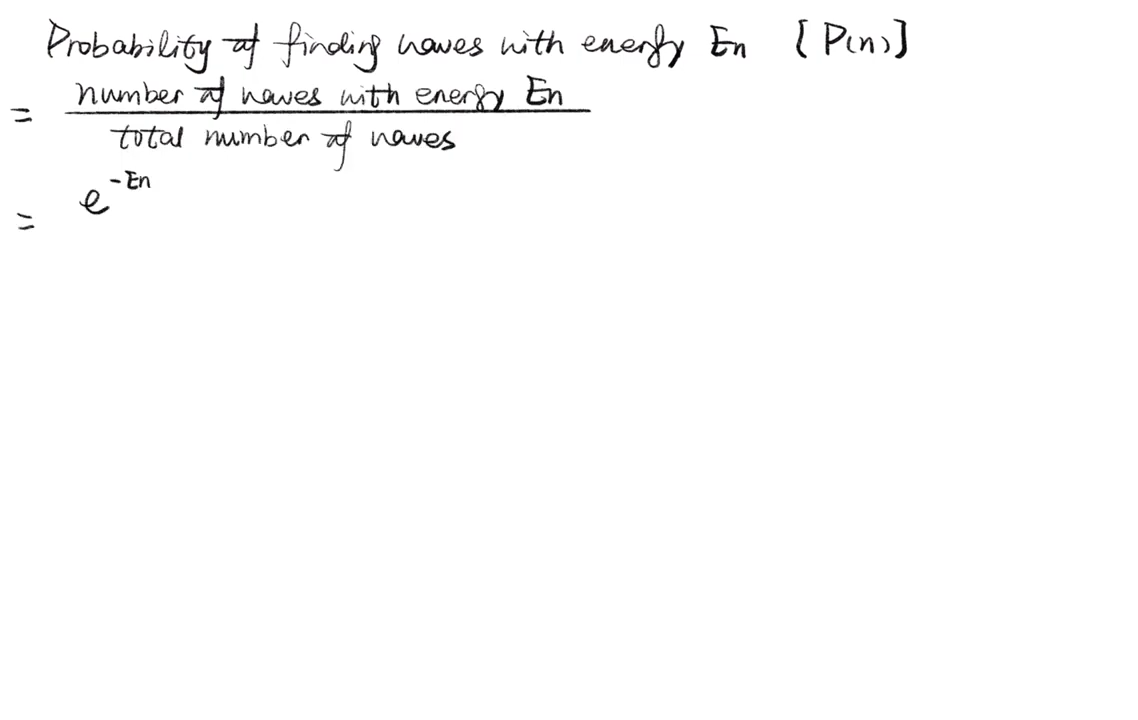 Probability of finding waves with energy En [P(n)]
= number of waves with energy En
total number of waves
= e^-En